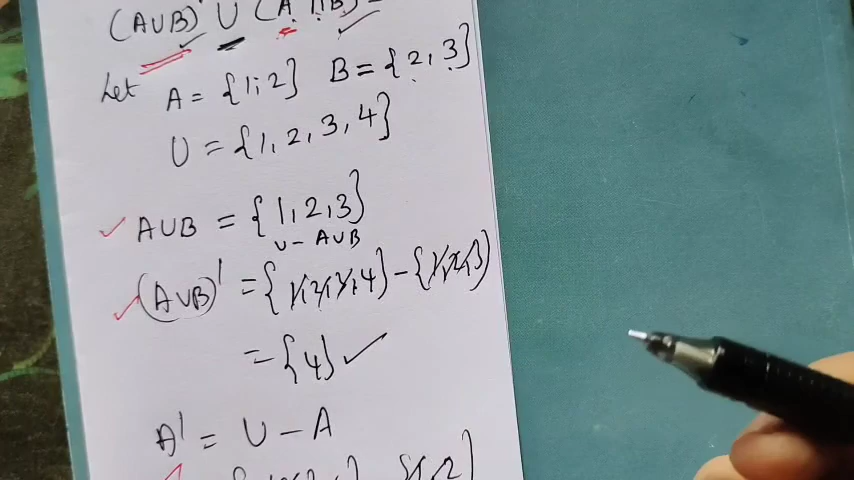 (AUB)' U (A' ∩ B) =
Let A = {1, 2} B = {2, 3}
U = {1, 2, 3, 4}
AUB = {1, 2, 3}
U - AUB
(AUB)' = {1, 2, 3, 4} - {1, 2, 3}
= {4}
A' = U - A